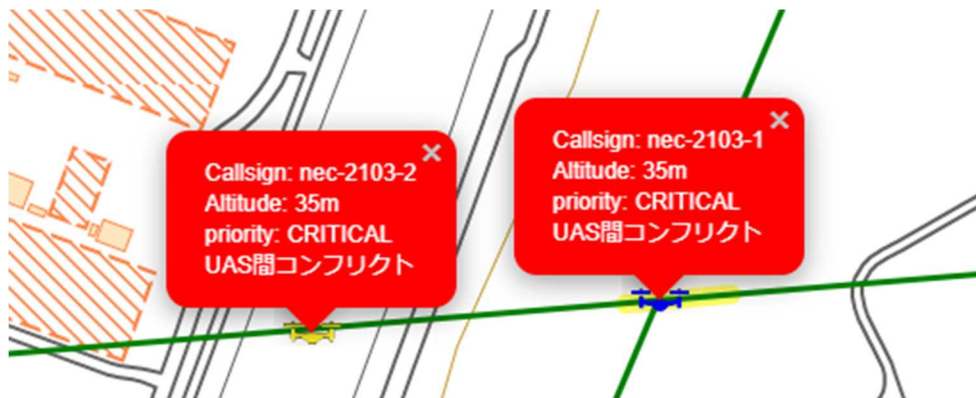 Callsign: nec-2103-2
Altitude: 35m
priority: CRITICAL
UAS間コンフリクト
Callsign: nec-2103-1
Altitude: 35m
priority: CRITICAL
UAS間コンフリクト